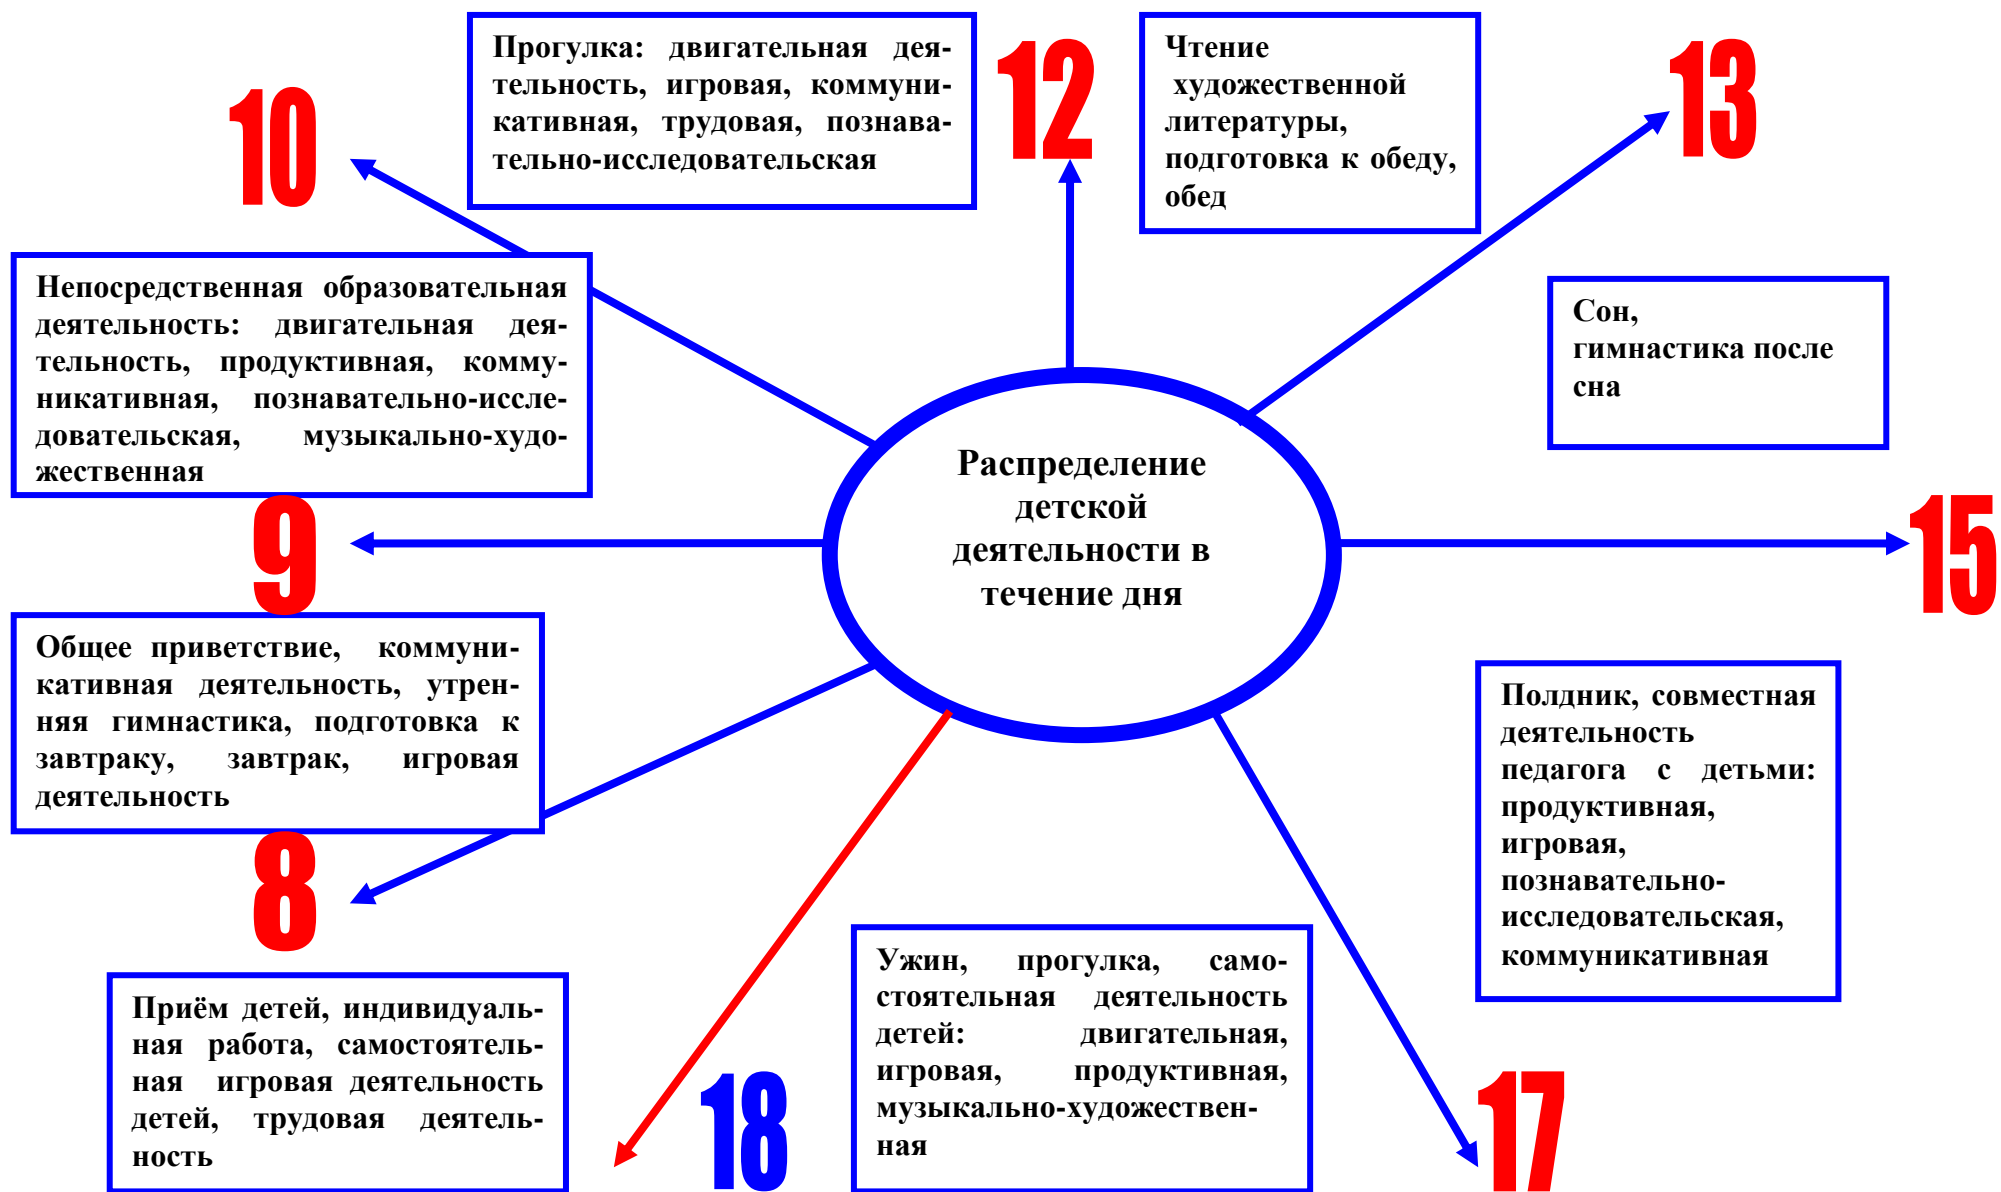 10
Прогулка: двигательная дея-
тельность, игровая, коммуни-
кативная, трудовая, познава-
тельно-исследовательская
12
Чтение
художественной
литературы,
подготовка к обеду,
обед
13
Непосредственная образовательная
деятельность: двигательная дея-
тельность, продуктивная, комму-
никативная, познавательно-иссле-
довательская, музыкально-худо-
жественная
Сон,
гимнастика после
сна
Распределение
детской
деятельности в
течение дня
9
15
Общее приветствие, коммуни-
кативная деятельность, утрен-
няя гимнастика, подготовка к
завтраку, завтрак, игровая
деятельность
Полдник, совместная
деятельность
педагога с детьми:
продуктивная,
игровая,
познавательно-
исследовательская,
коммуникативная
8
Приём детей, индивидуаль-
ная работа, самостоятель-
ная игровая деятельность
детей, трудовая деятель-
ность
18
Ужин, прогулка, само-
стоятельная деятельность
детей: двигательная,
игровая, продуктивная,
музыкально-художествен-
ная
17